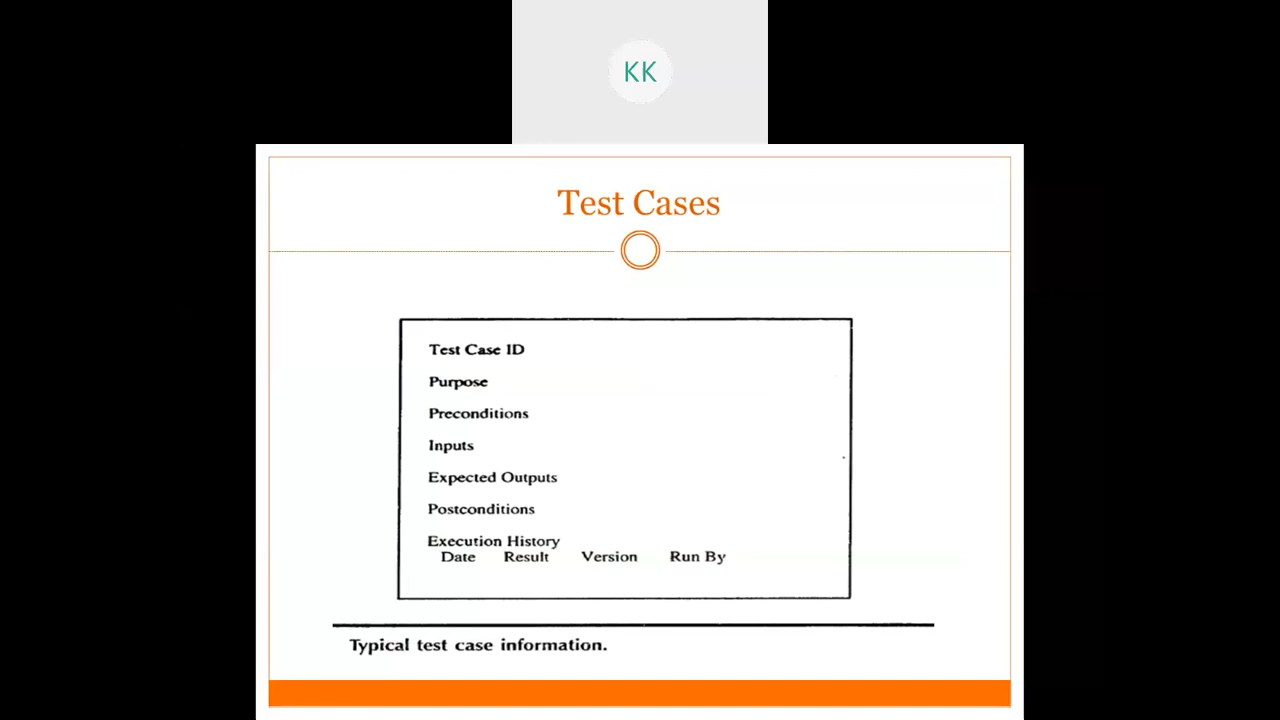 KK
Test Cases
Test Case ID
Purpose
Preconditions
Inputs
Expected Outputs
Postconditions
Execution History
Date Result Version Run By
Typical test case information.